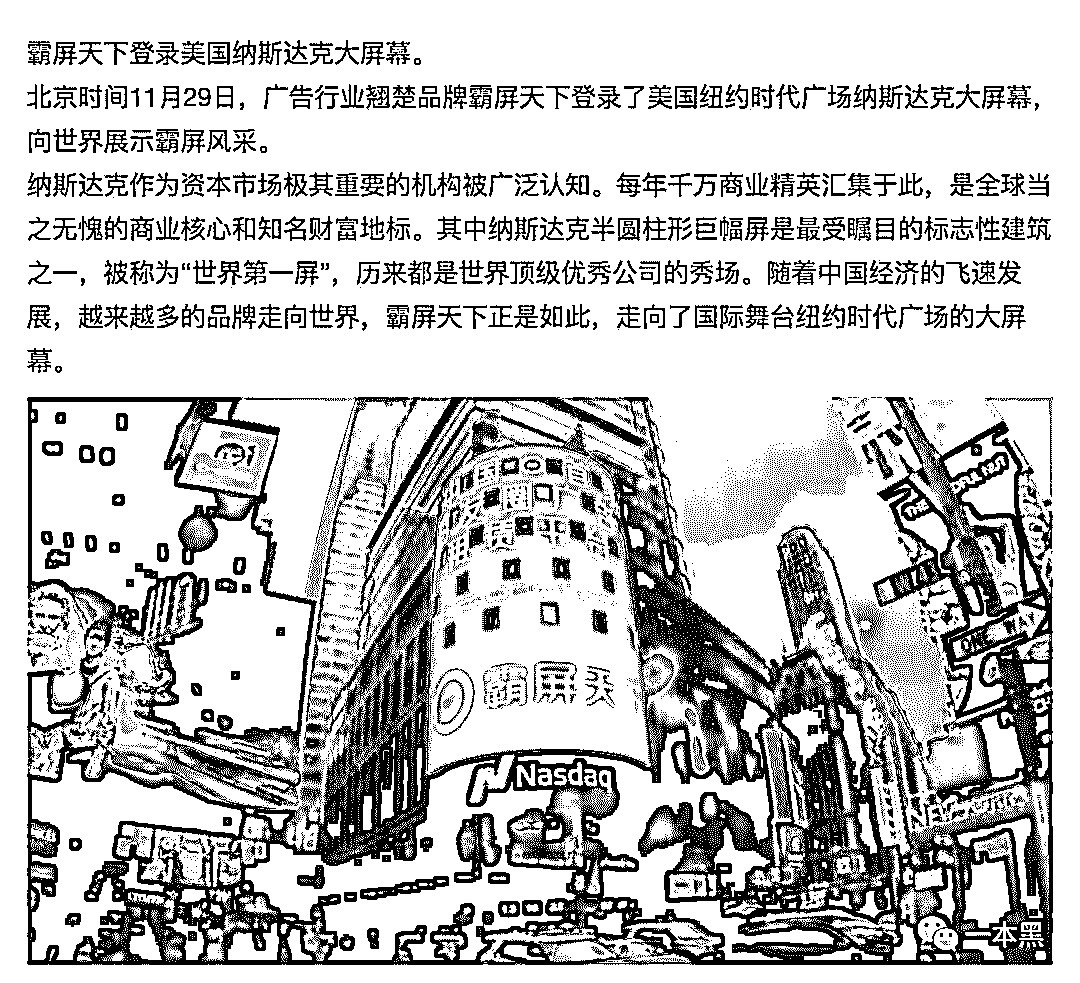 霸屏天下登录美国纳斯达克大屏幕。
北京时间11月29日，广告行业翘楚品牌霸屏天下登录了美国纽约时代广场纳斯达克大屏幕，
向世界展示霸屏风采。
纳斯达克作为资本市场极其重要的机构被广泛认知。每年千万商业精英汇集于此，是全球当
之无愧的商业核心和知名财富地标。其中纳斯达克半圆柱形巨幅屏是最受瞩目的标志性建筑
之一，被称为“世界第一屏”，历来都是世界顶级优秀公司的秀场。随着中国经济的飞速发
展，越来越多的品牌走向世界，霸屏天下正是如此，走向了国际舞台纽约时代广场的大屏
幕。
ONE WAY
霸屏天
Nasdaq
一本黑